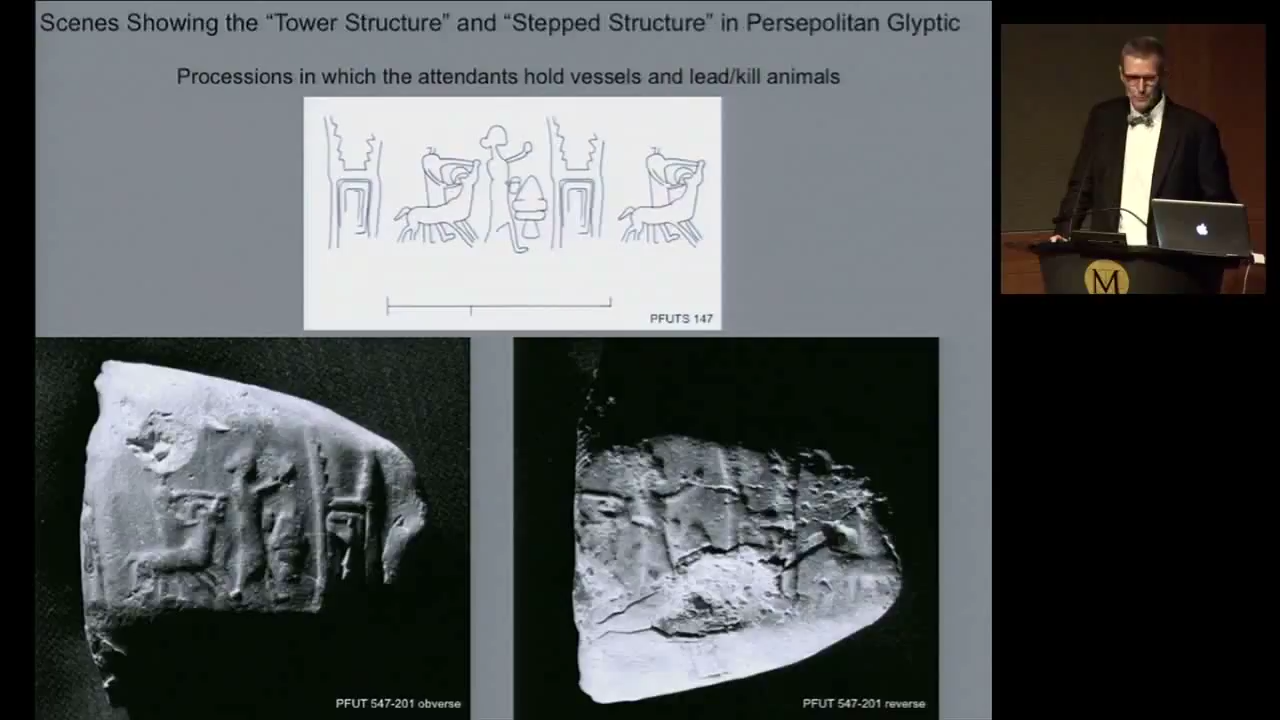 Scenes Showing the “Tower Structure” and “Stepped Structure” in Persepolitan Glyptic
Processions in which the attendants hold vessels and lead/kill animals
PFUTS 147
M
PFUT 547-201 obverse
PFUT 547-201 reverse